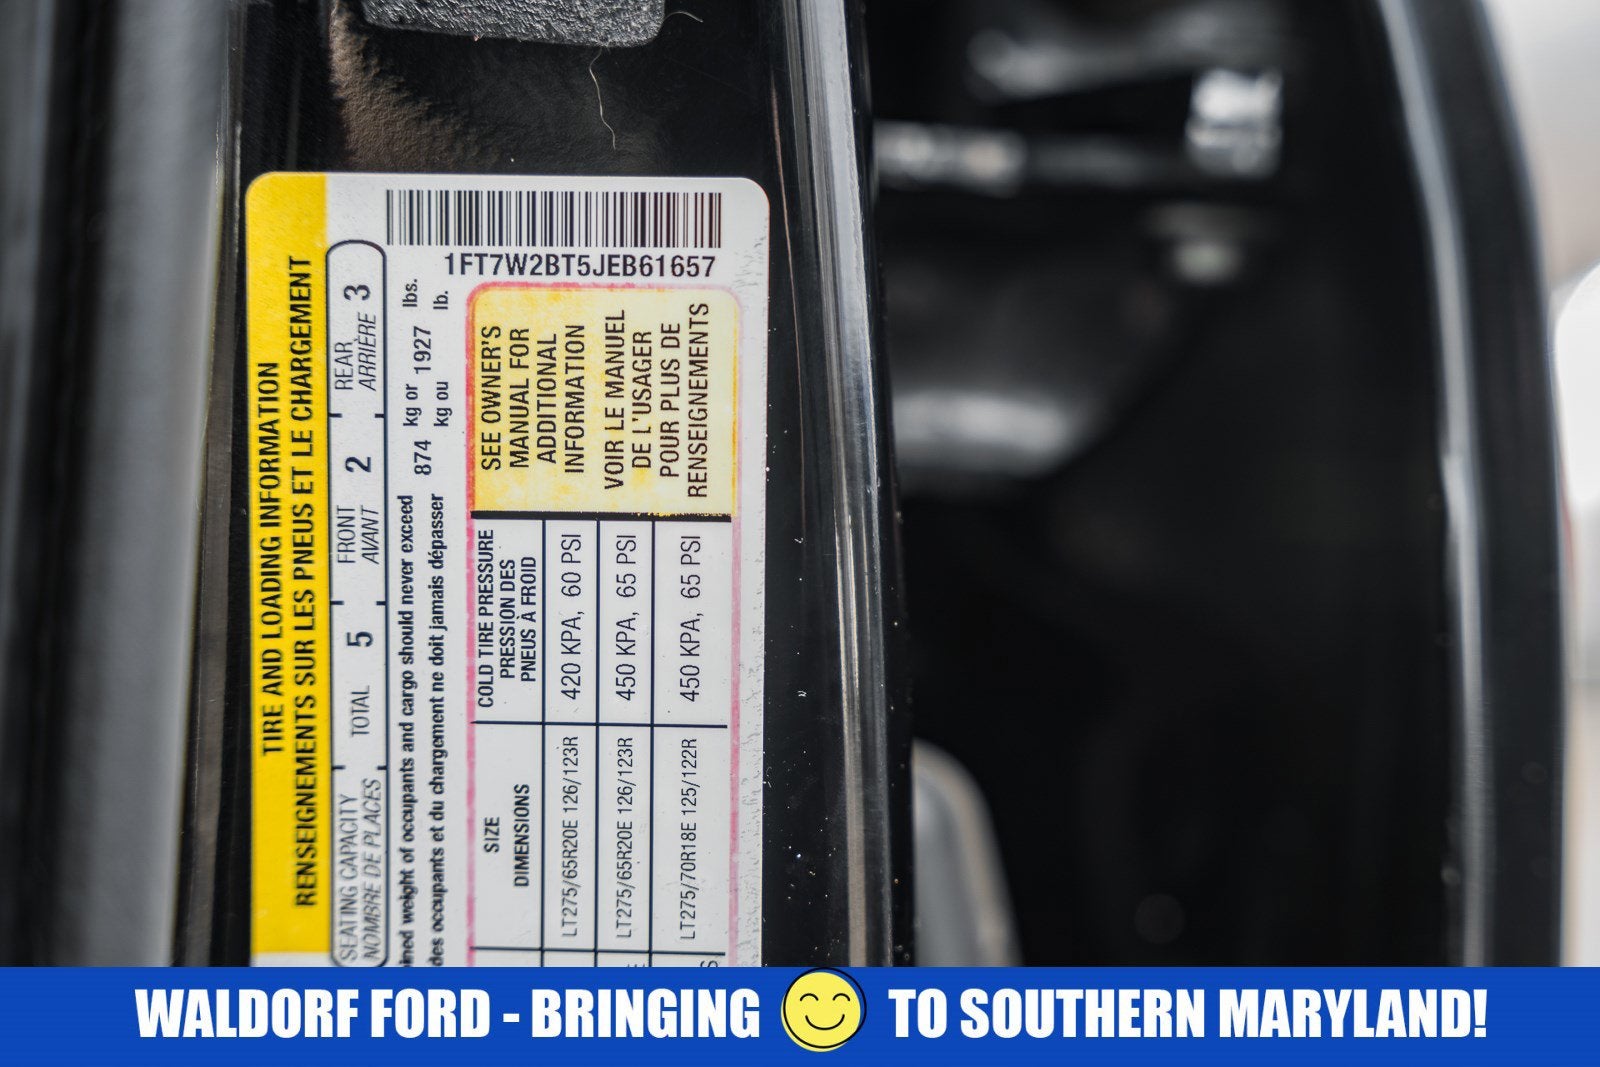 1FT7W2BT5JEB61657
TIRE AND LOADING INFORMATION
RENSEIGNEMENTS SUR LES PNEUS ET LE CHARGEMENT
SEATING CAPACITY TOTAL 5 FRONT 2 REAR 3
NOMBRE DE PLACES AVANT ARRIÈRE
weight of occupants and cargo should never exceed 874 kg or 1927 lbs.
des occupants et du chargement ne doit jamais dépasser kg ou lb.
SIZE
DIMENSIONS
COLD TIRE PRESSURE
PRESSION DES
PNEUS À FROID
LT275/65R20E 126/123R 420 KPA, 60 PSI
LT275/65R20E 126/123R 450 KPA, 65 PSI
LT275/70R18E 125/122R 450 KPA, 65 PSI
SEE OWNER'S
MANUAL FOR
ADDITIONAL
INFORMATION
VOIR LE MANUEL
DE L'USAGER
POUR PLUS DE
RENSEIGNEMENTS
WALDORF FORD - BRINGING TO SOUTHERN MARYLAND!